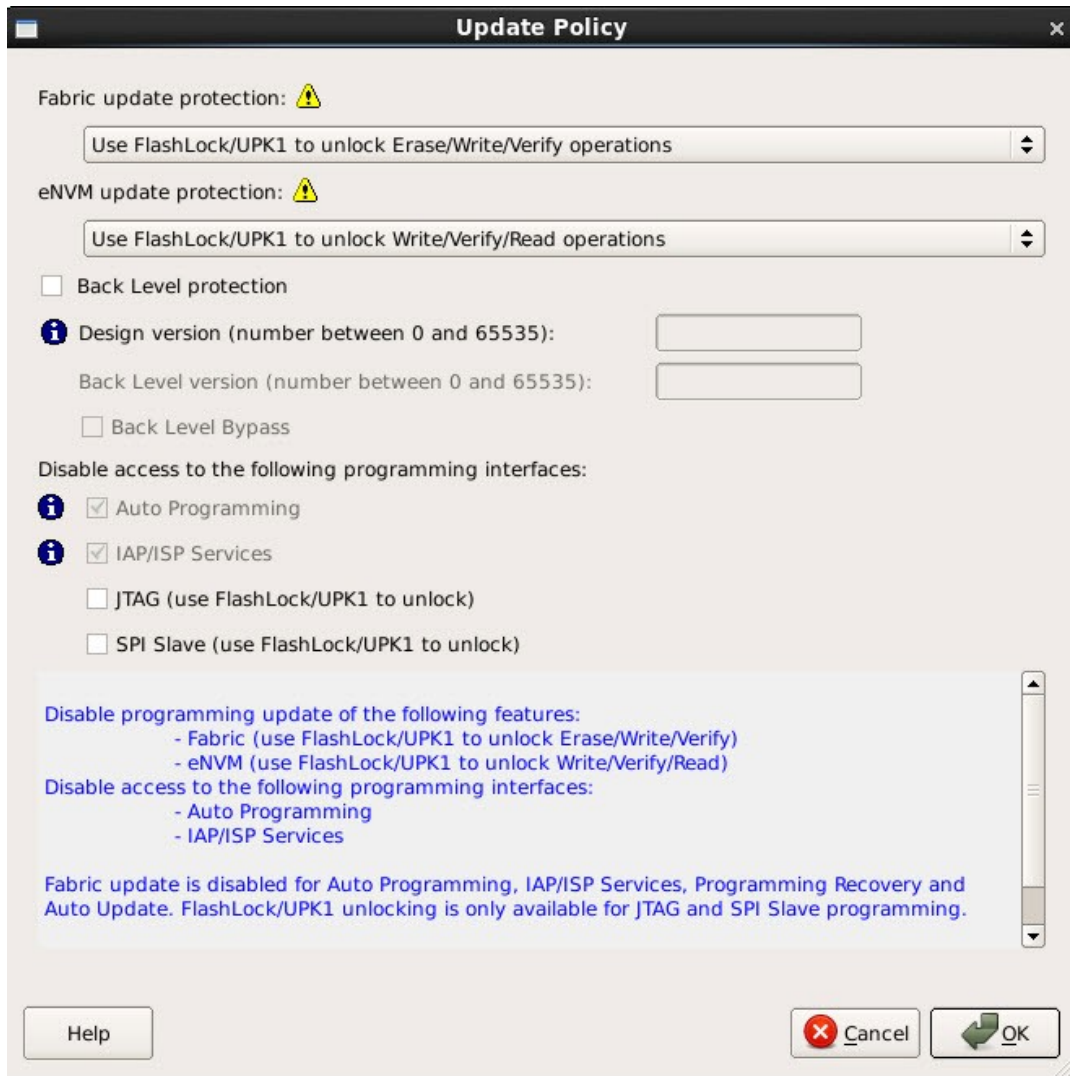 Update Policy
Fabric update protection:
Use FlashLock/UPK1 to unlock Erase/Write/Verify operations
eNVM update protection:
Use FlashLock/UPK1 to unlock Write/Verify/Read operations
Back Level protection
Design version (number between 0 and 65535):
Back Level version (number between 0 and 65535):
Back Level Bypass
Disable access to the following programming interfaces:
Auto Programming
IAP/ISP Services
JTAG (use FlashLock/UPK1 to unlock)
SPI Slave (use FlashLock/UPK1 to unlock)
Disable programming update of the following features:
- Fabric (use FlashLock/UPK1 to unlock Erase/Write/Verify)
- eNVM (use FlashLock/UPK1 to unlock Write/Verify/Read)
Disable access to the following programming interfaces:
- Auto Programming
- IAP/ISP Services
Fabric update is disabled for Auto Programming, IAP/ISP Services, Programming Recovery and
Auto Update. FlashLock/UPK1 unlocking is only available for JTAG and SPI Slave programming.
Help
Cancel
OK